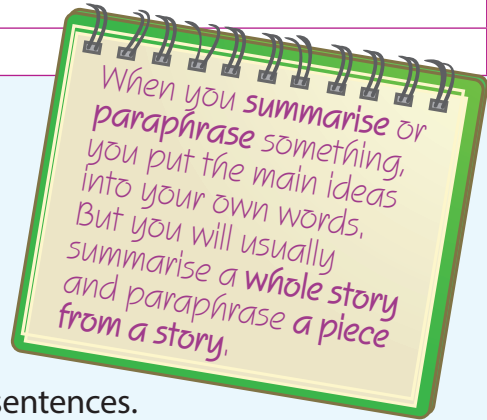 When you summarise or
paraphrase something,
you put the main ideas
into your own words.
But you will usually
summarise a whole story
and paraphrase a piece
from a story.
sentences.